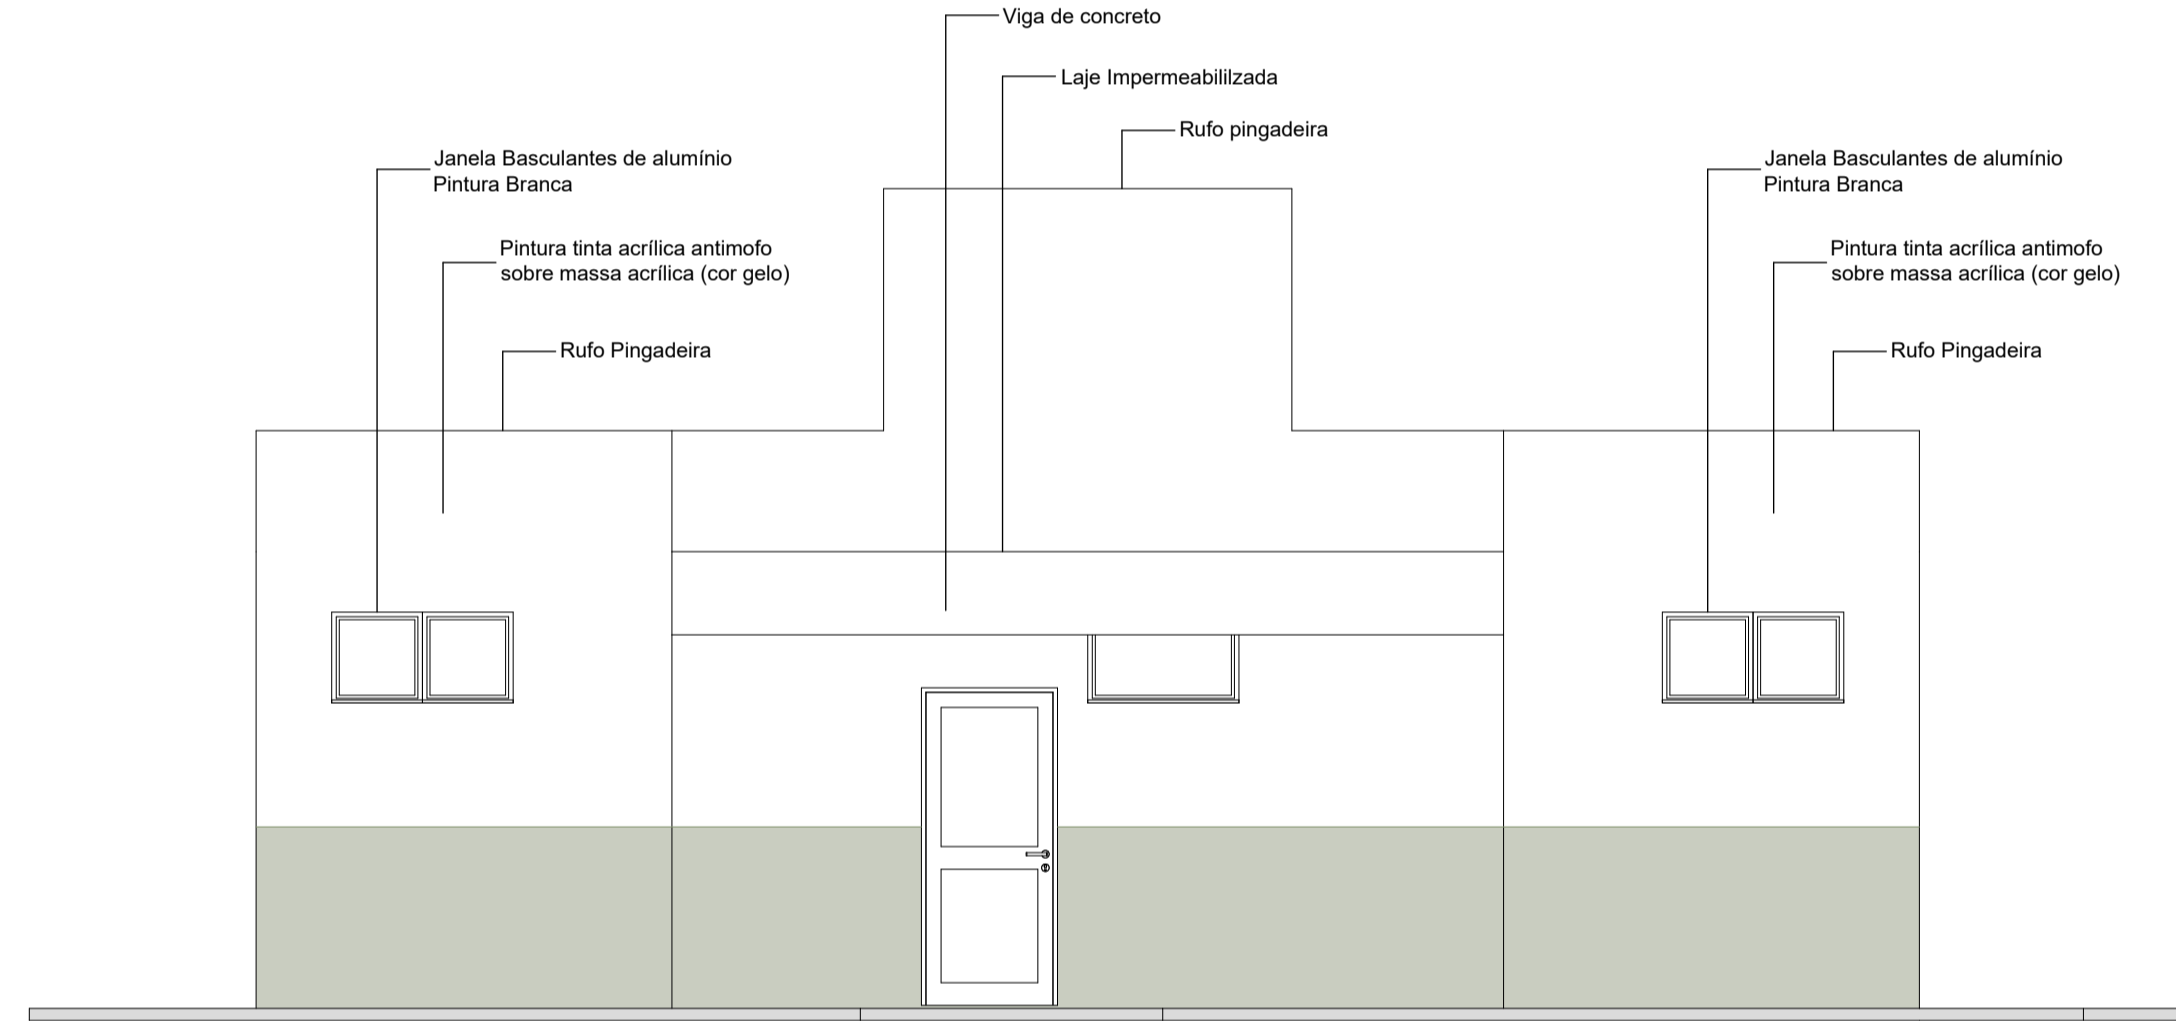 Viga de concreto
Laje Impermeabililzada
Rufo pingadeira
Janela Basculantes de alumínio
Pintura Branca
Pintura tinta acrílica antimofo
sobre massa acrílica (cor gelo)
Rufo Pingadeira
Janela Basculantes de alumínio
Pintura Branca
Pintura tinta acrílica antimofo
sobre massa acrílica (cor gelo)
Rufo Pingadeira